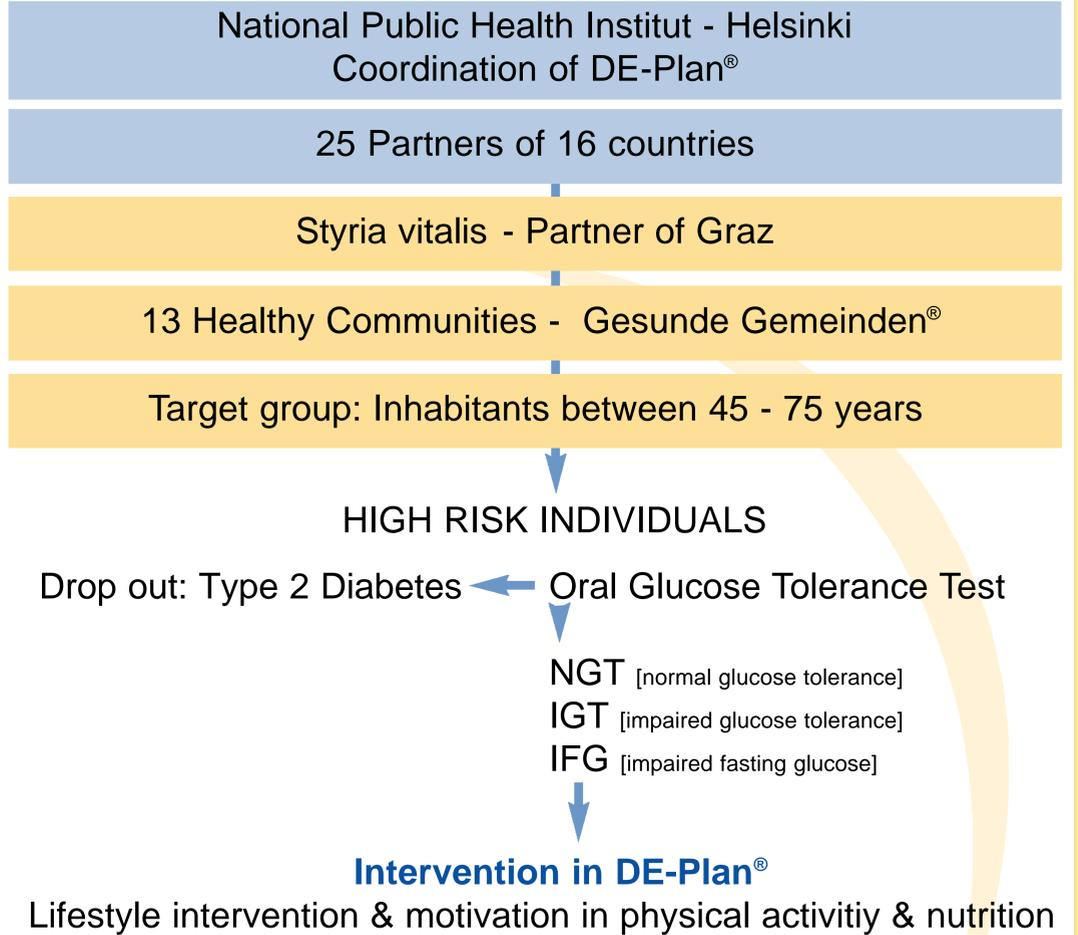 National Public Health Institut - Helsinki
Coordination of DE-Plan®
25 Partners of 16 countries
Styria vitalis - Partner of Graz
13 Healthy Communities - Gesunde Gemeinden®
Target group: Inhabitants between 45 - 75 years
HIGH RISK INDIVIDUALS
Drop out: Type 2 Diabetes Oral Glucose Tolerance Test
NGT [normal glucose tolerance]
IGT [impaired glucose tolerance]
IFG [impaired fasting glucose]
Intervention in DE-Plan®
Lifestyle intervention & motivation in physical activitiy & nutrition